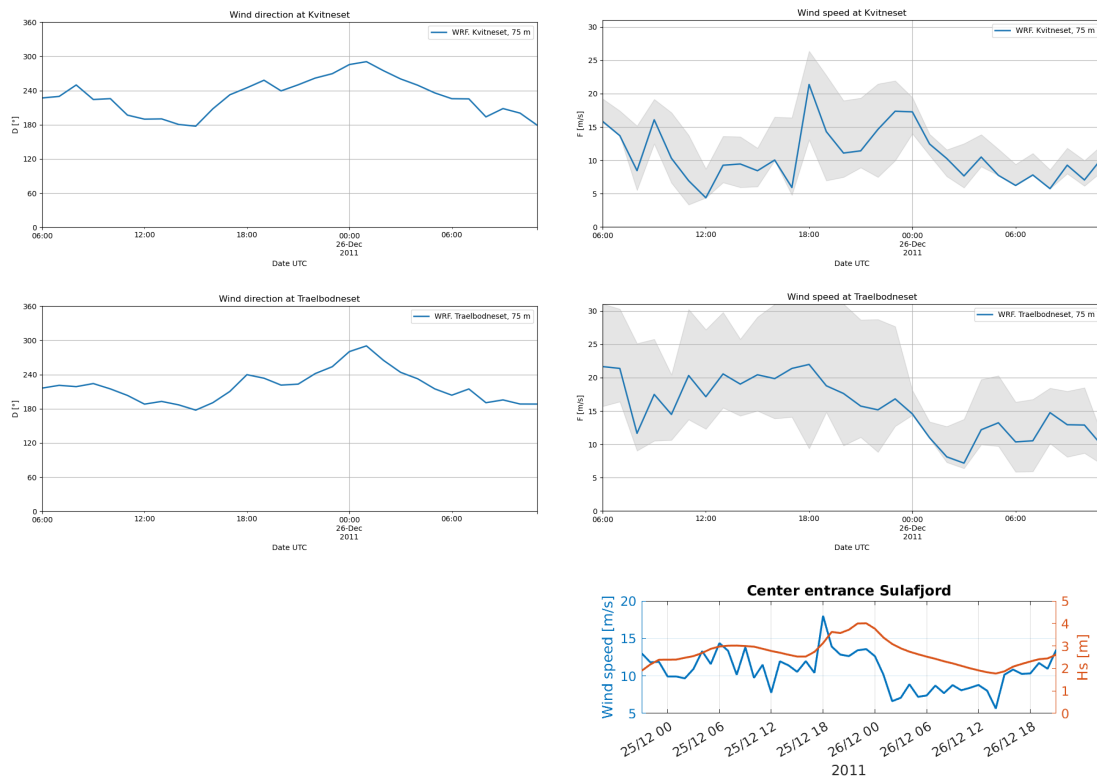 Wind direction at Kvitneset
360
300
240
180
120
60
0
D [°]
WRF. Kvitneset, 75 m
06:00 12:00 18:00 00:00 06:00
26-Dec
2011
Date UTC
Wind speed at Kvitneset
30
25
20
15
10
5
0
F [m/s]
WRF. Kvitneset, 75 m
06:00 12:00 18:00 00:00 06:00
26-Dec
2011
Date UTC
Wind direction at Traelbodneset
360
300
240
180
120
60
0
D [°]
WRF. Traelbodneset, 75 m
06:00 12:00 18:00 00:00 06:00
26-Dec
2011
Date UTC
Wind speed at Traelbodneset
30
25
20
15
10
5
0
F [m/s]
WRF. Traelbodneset, 75 m
06:00 12:00 18:00 00:00 06:00
26-Dec
2011
Date UTC
Center entrance Sulafjord
20
15
10
5
Wind speed [m/s]
5
4
3
2
1
0
Hs [m]
25/12 00 25/12 06 25/12 12 25/12 18 26/12 00 26/12 06 26/12 12 26/12 18
2011